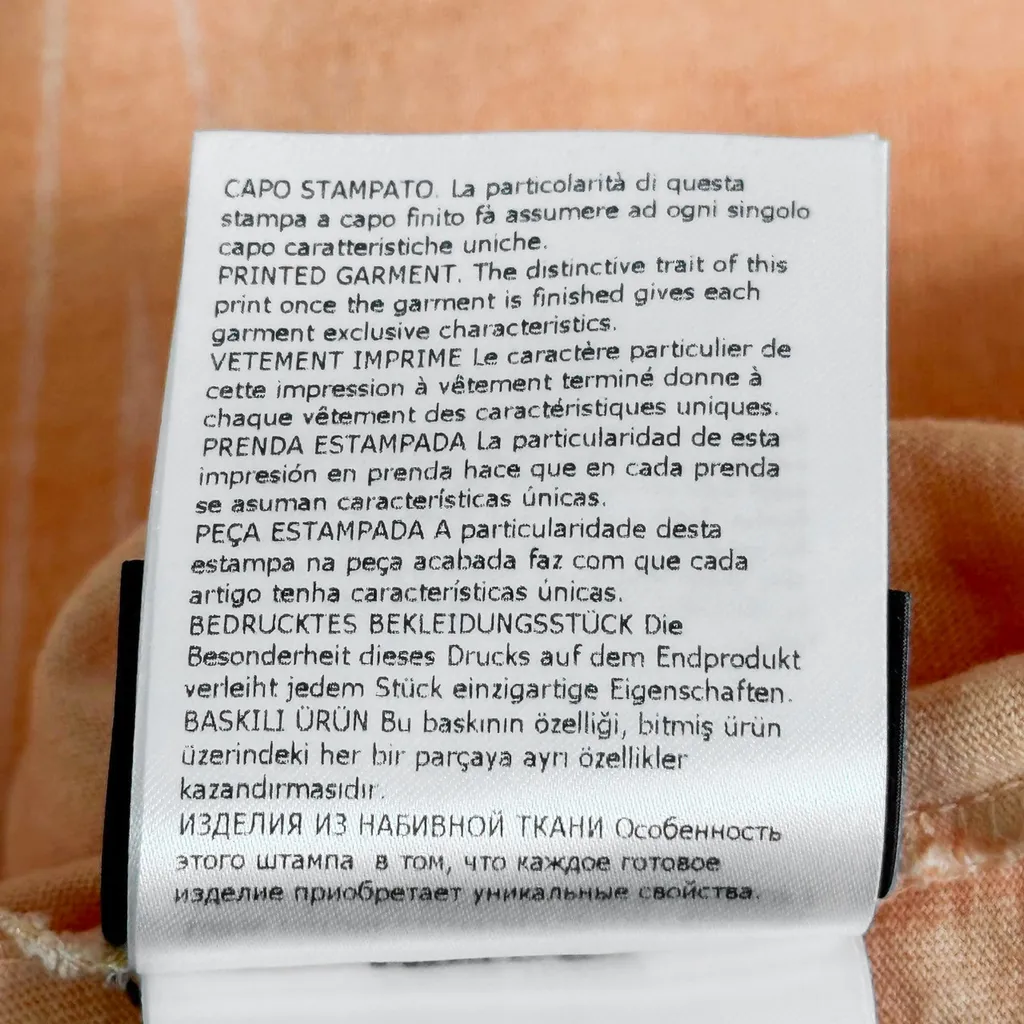 CAPO STAMPATO. La particolarità di questa
stampa a capo finito fà assumere ad ogni singolo
capo caratteristiche uniche.
PRINTED GARMENT. The distinctive trait of this
print once the garment is finished gives each
garment exclusive characteristics.
VETEMENT IMPRIME Le caractère particulier de
cette impression à vêtement terminé donne à
chaque vêtement des caractéristiques uniques.
PRENDA ESTAMPADA La particularidad de esta
impresión en prenda hace que en cada prenda
se asuman características únicas.
PEÇA ESTAMPADA A particularidade desta
estampa na peça acabada faz com que cada
artigo tenha características únicas.
BEDRUCKTES BEKLEIDUNGSSTÜCK Die
Besonderheit dieses Drucks auf dem Endprodukt
verleiht jedem Stück einzigartige Eigenschaften.
BASKILI ÜRÜN Bu baskının özelliği, bitmiş ürün
üzerindeki her bir parçaya ayrı özellikler
kazandırmasıdır.
ИЗДЕЛИЯ ИЗ НАБИВНОЙ ТКАНИ Особенность
этого штампа в том, что каждое готовое
изделие приобретает уникальные свойства.